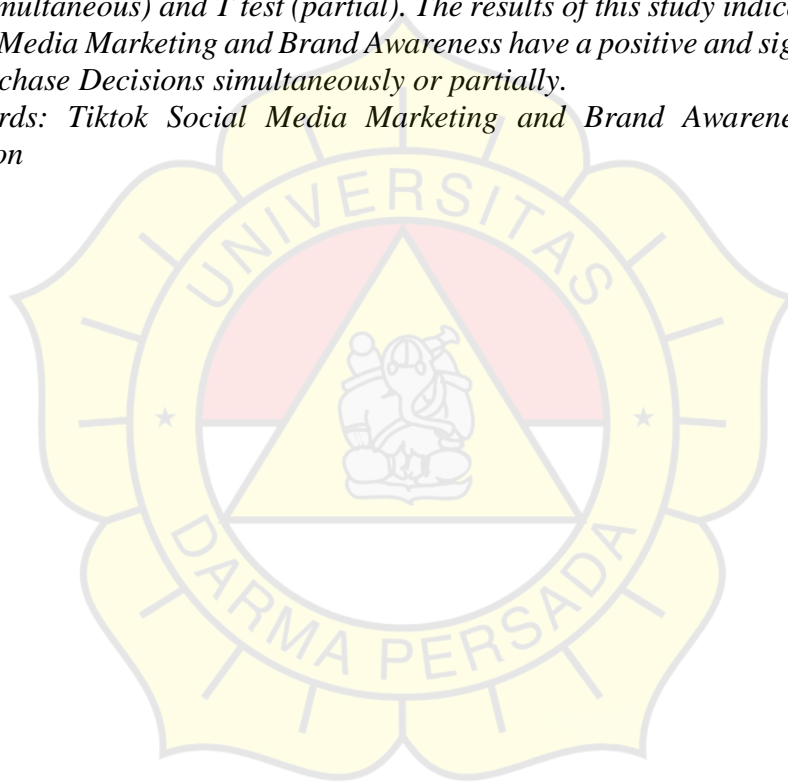 multaneous) and T test (partial). The results of this study indica
Media Marketing and Brand Awareness have a positive and sig
chase Decisions simultaneously or partially.
rds: Tiktok Social Media Marketing and Brand Awarene
on
UNIVERSITAS
DARMA PERSADA